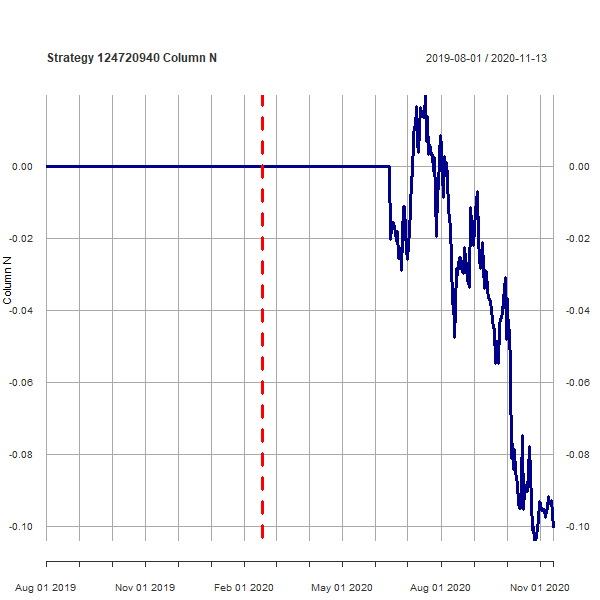 Strategy 124720940 Column N
2019-08-01 / 2020-11-13
0.00 0.00
-0.02 -0.02
Column N
-0.04 -0.04
-0.06 -0.06
-0.08 -0.08
-0.10 -0.10
Aug 01 2019 Nov 01 2019 Feb 01 2020 May 01 2020 Aug 01 2020 Nov 01 2020